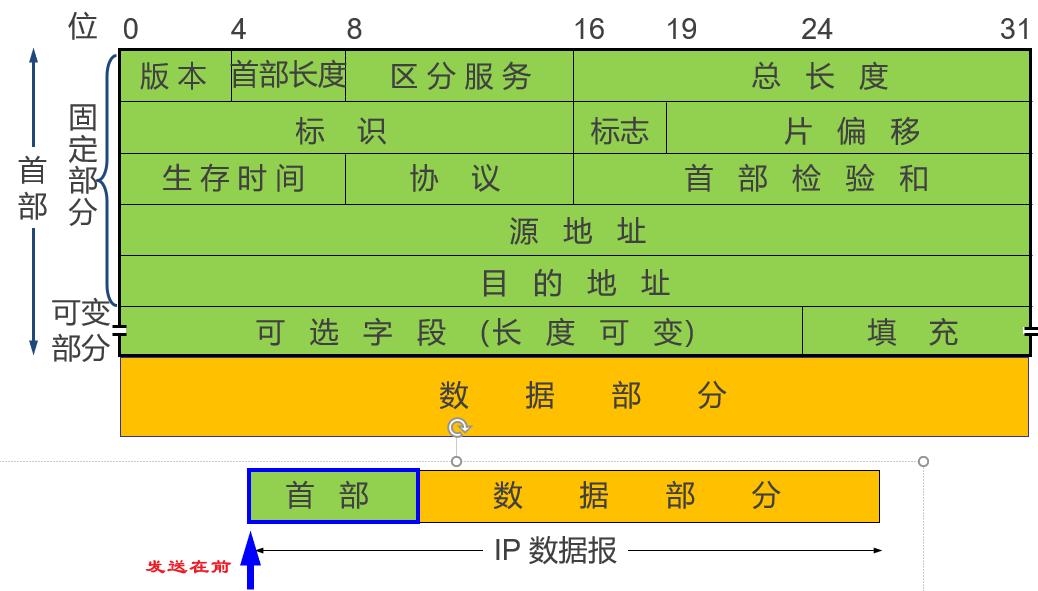 位 0 4 8 16 19 24 31
版本 首部长度 区分服务 总长度
标识 标志 片偏移
生存时间 协议 首部检验和
源地址
目的地址
可选字段 (长度可变) 填充
首部
固定部分
可变部分
数据部分
首部 数据部分
IP 数据报
发送在前